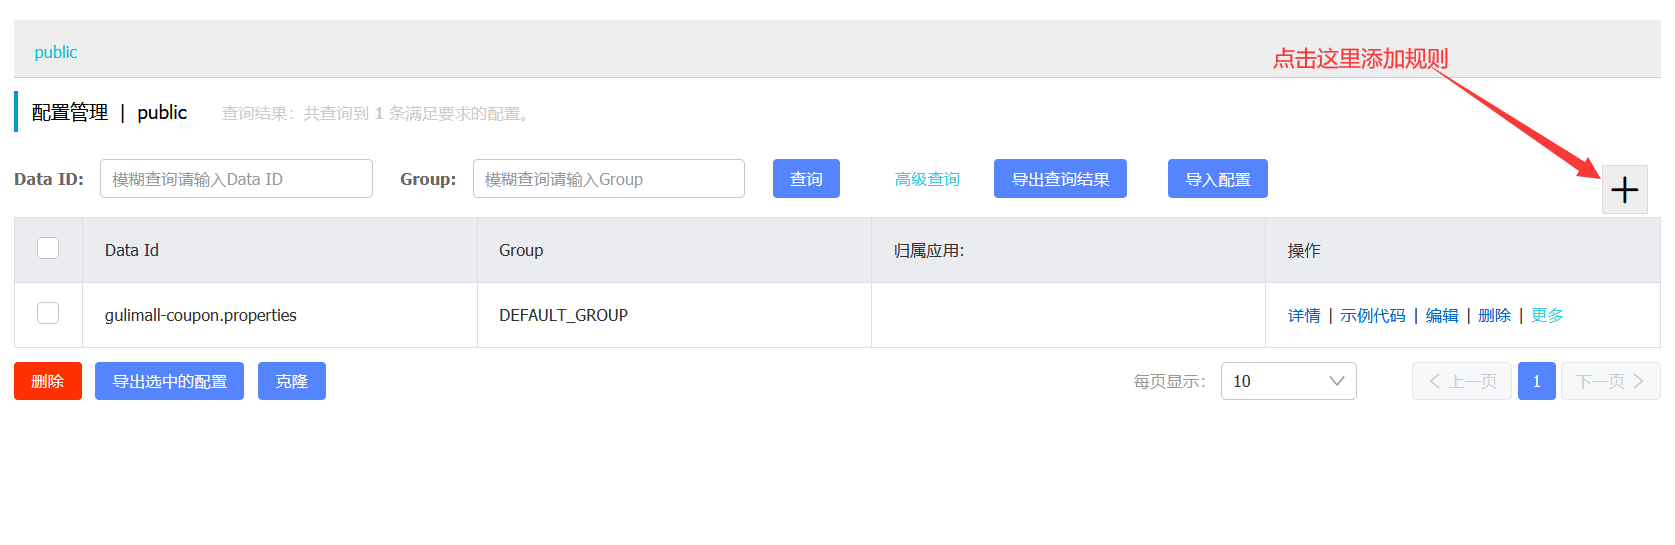 public
点击这里添加规则
配置管理 | public 查询结果：共查询到 1 条满足要求的配置。
Data ID: 模糊查询请输入Data ID Group: 模糊查询请输入Group 查询 高级查询 导出查询结果 导入配置
Data Id Group 归属应用: 操作
gulimall-coupon.properties DEFAULT_GROUP 详情 | 示例代码 | 编辑 | 删除 | 更多
删除 导出选中的配置 克隆 每页显示: 10 上一页 1 下一页